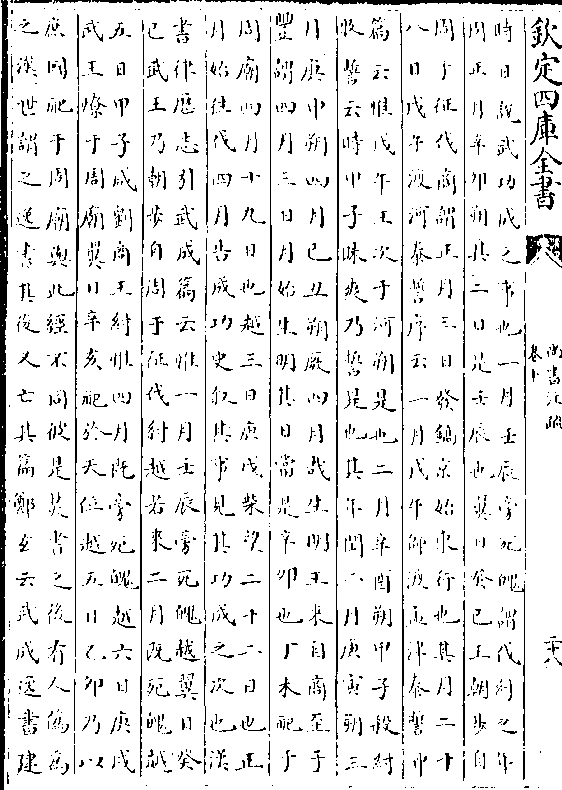 欽定四庫全書
尚書注疏
卷十
二十八
時日說武功成之事也一月壬辰旁死魄謂伐紂之年
周正月辛卯朔其二日是壬辰也翼日癸巳王朝步自
周于征伐商謂正月三日發鎬京始東行也其月二十
八日戊午渡河泰誓序云一月戊午師渡孟津泰誓中
篇云惟戊午王次于河朔是也二月辛酉朔甲子殺紂
牧誓云時甲子昧爽乃誓是也其年閏二月庚寅朔三
月庚申朔四月己丑朔厥四月哉生明王來自商至于
豐謂四月三日月始生明其日當是辛卯也丁未祀于
周廟四月十九日也越三日庚戌柴望二十二日也正
月始往伐四月告成功史敘其事見其功成之次也漢
書律歷志引武成篇云惟一月壬辰旁死魄越翼日癸
巳武王乃朝步自周于征伐紂越若來二月既死魄越
五日甲子咸劉商王紂惟四月既旁死魄越六日庚戌
武王燎于周廟翼日辛亥祀於天位越五日乙卯乃以
庶國祀于周廟與此經不同彼是焚書之後有人偽為
之漢世謂之逸書其後又亡其篇鄭玄云武成逸書建